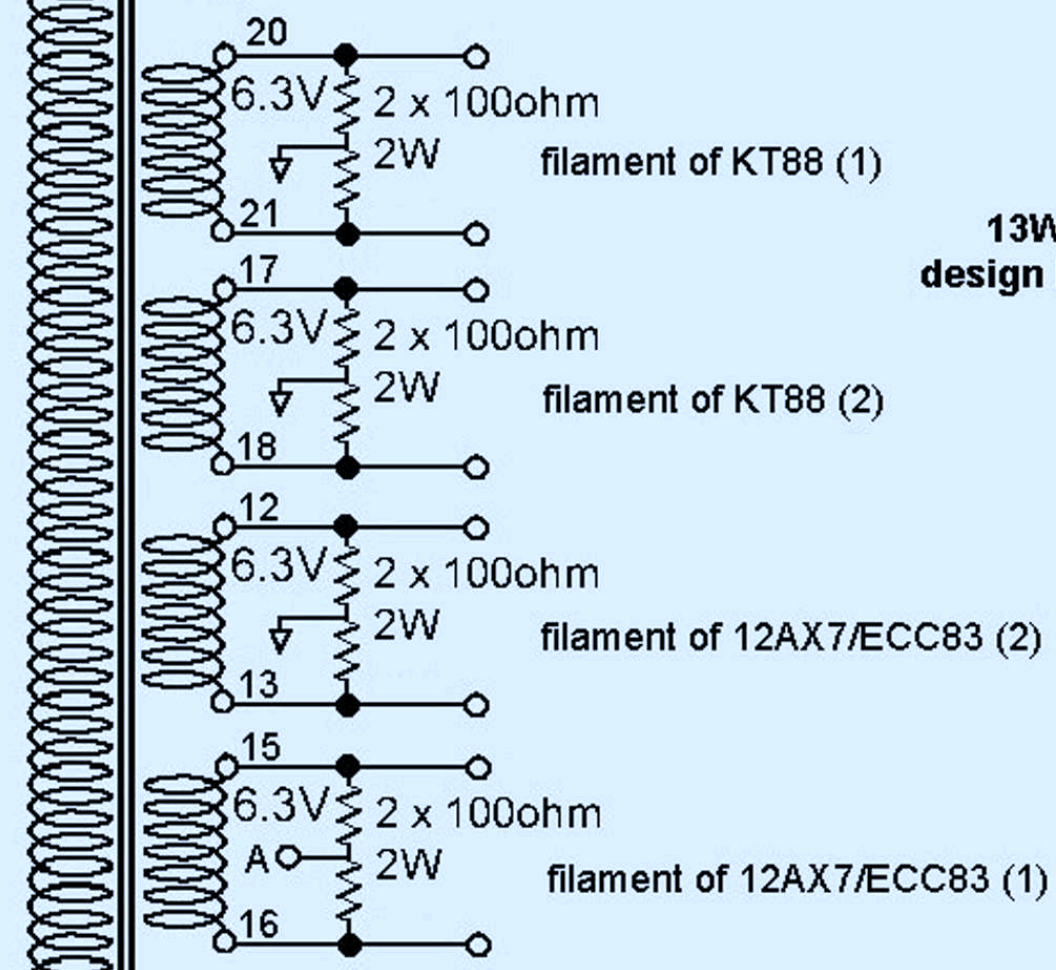 20
6.3V
2 x 100ohm
2W
filament of KT88 (1)
21
13W
design
17
6.3V
2 x 100ohm
2W
filament of KT88 (2)
18
12
6.3V
2 x 100ohm
2W
filament of 12AX7/ECC83 (2)
13
15
6.3V
2 x 100ohm
A
2W
filament of 12AX7/ECC83 (1)
16